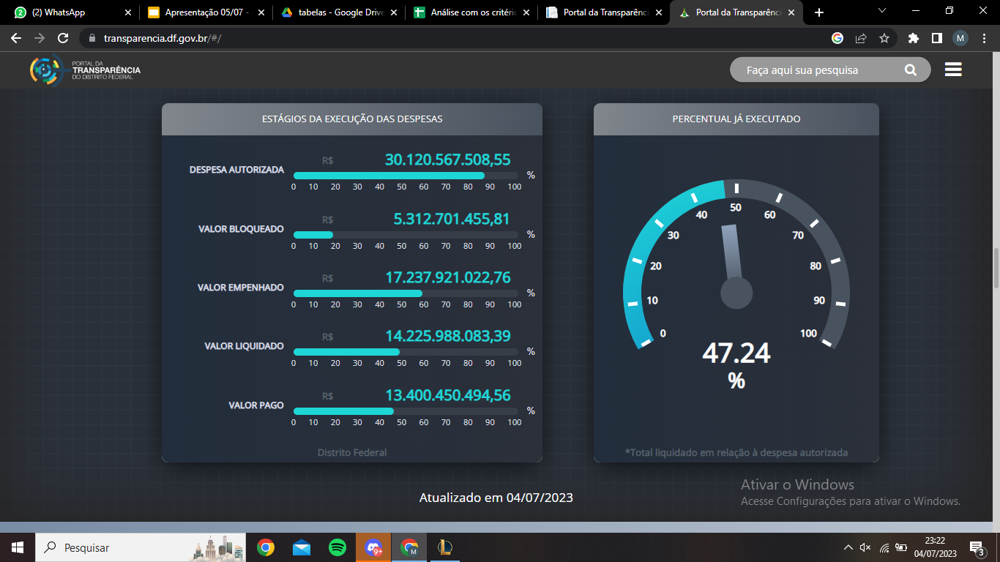 (2) WhatsApp
Apresentação 05/07 -
tabelas - Google Drive
Análise com os critéric
Portal da Transparênci
Portal da Transparênci
transparencia.df.gov.br/#/
M
PORTAL DA
TRANSPARÊNCIA
DO DISTRITO FEDERAL
Faça aqui sua pesquisa
ESTÁGIOS DA EXECUÇÃO DAS DESPESAS
DESPESA AUTORIZADA
R$ 30.120.567.508,55
%
0 10 20 30 40 50 60 70 80 90 100
VALOR BLOQUEADO
R$ 5.312.701.455,81
%
0 10 20 30 40 50 60 70 80 90 100
VALOR EMPENHADO
R$ 17.237.921.022,76
%
0 10 20 30 40 50 60 70 80 90 100
VALOR LIQUIDADO
R$ 14.225.988.083,39
%
0 10 20 30 40 50 60 70 80 90 100
VALOR PAGO
R$ 13.400.450.494,56
%
0 10 20 30 40 50 60 70 80 90 100
Distrito Federal
PERCENTUAL JÁ EXECUTADO
0 10 20 30 40 50 60 70 80 90 100
47.24
%
*Total liquidado em relação à despesa autorizada
Atualizado em 04/07/2023
Ativar o Windows
Acesse Configurações para ativar o Windows.
Pesquisar
9+
M
L
23:22
04/07/2023
3